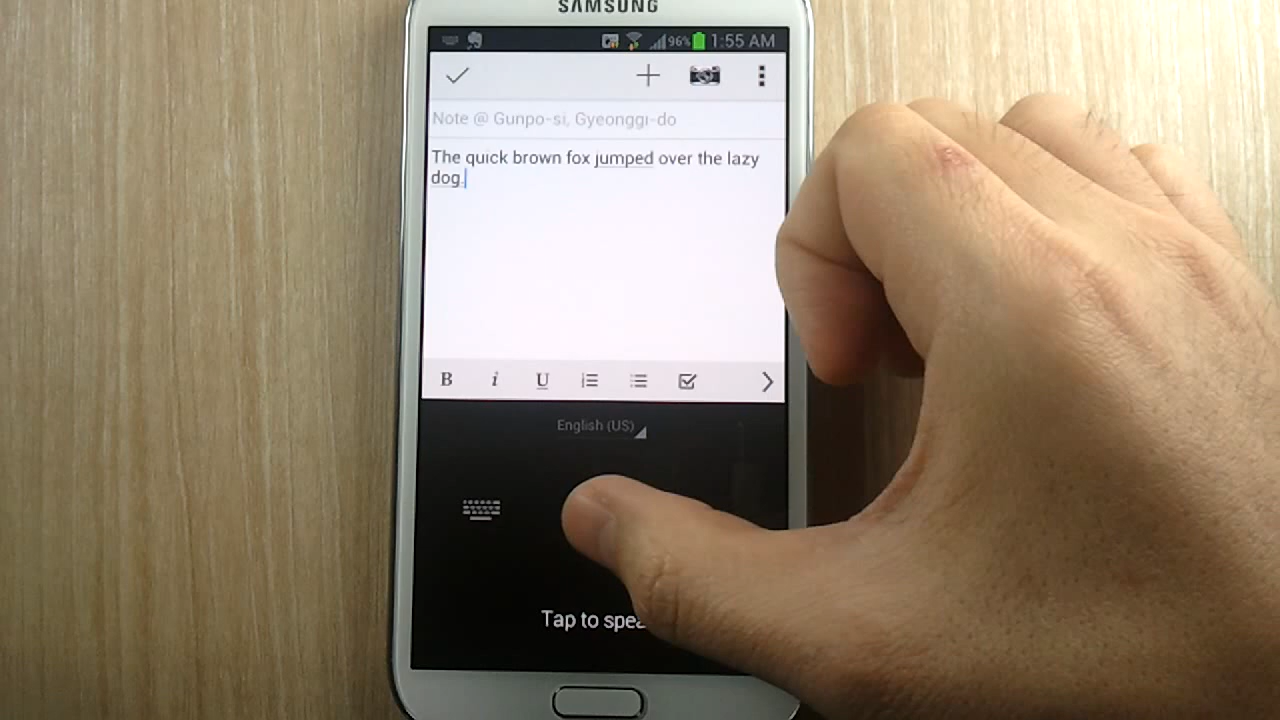 SAMSUNG
96% 1:55 AM
Note @ Gunpo-si, Gyeonggi-do
The quick brown fox jumped over the lazy
dog.
B i U
English (US)
Tap to spea